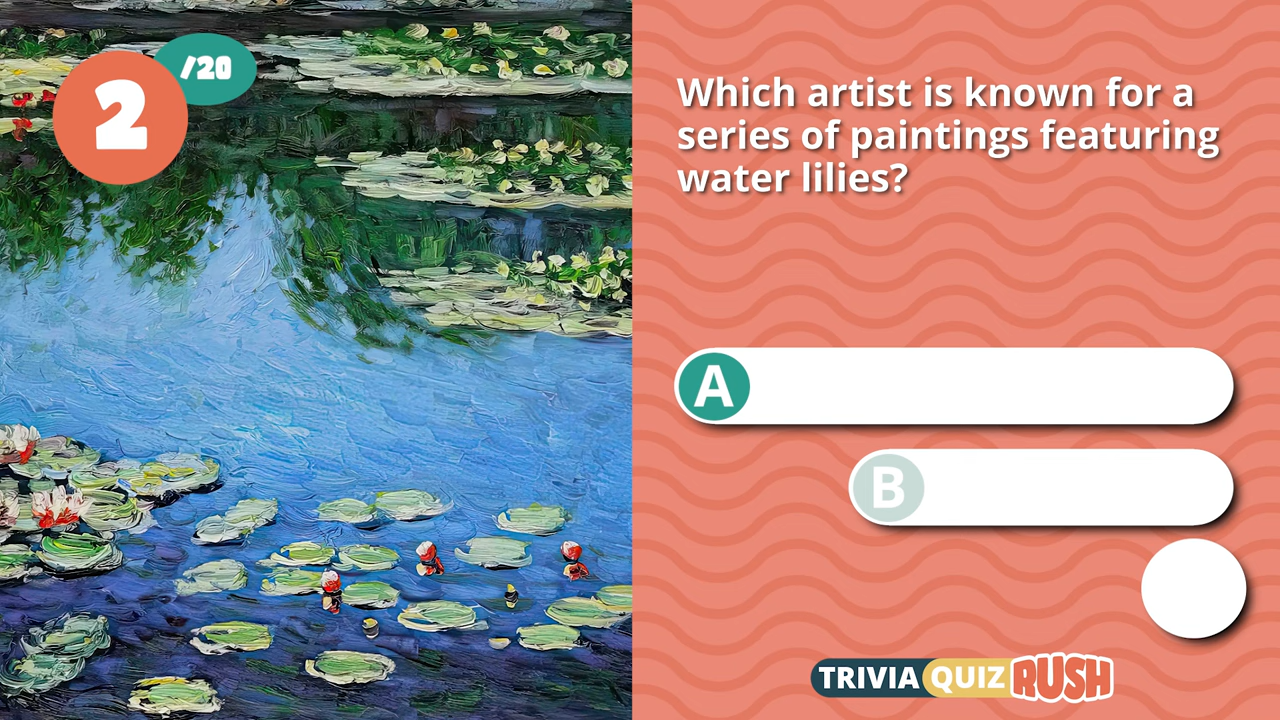 2
/20
Which artist is known for a
series of paintings featuring
water lilies?
A
B
TRIVIA QUIZ RUSH